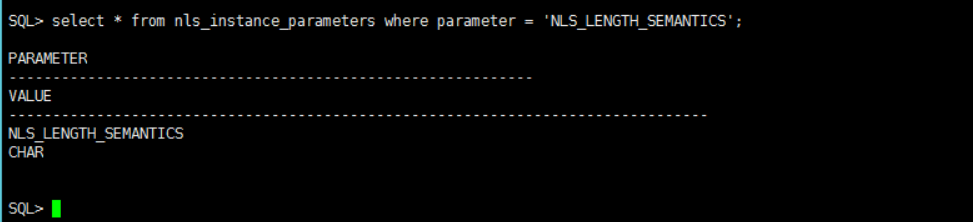 SQL> select * from nls_instance_parameters where parameter = 'NLS_LENGTH_SEMANTICS';
PARAMETER
------------------------------------------------------------
VALUE
--------------------------------------------------------------------------------
NLS_LENGTH_SEMANTICS
CHAR
SQL>